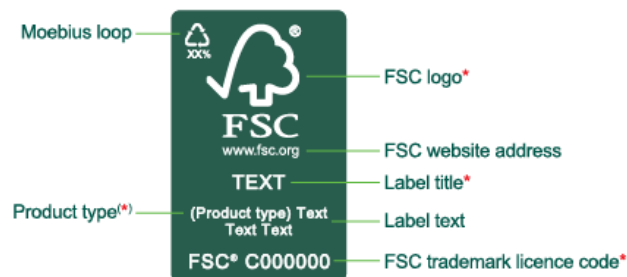 Moebius loop
XX%
®
FSC logo*
FSC
www.fsc.org
FSC website address
TEXT
Label title*
Product type(*)
(Product type) Text
Text Text
Label text
FSC® C000000
FSC trademark licence code*